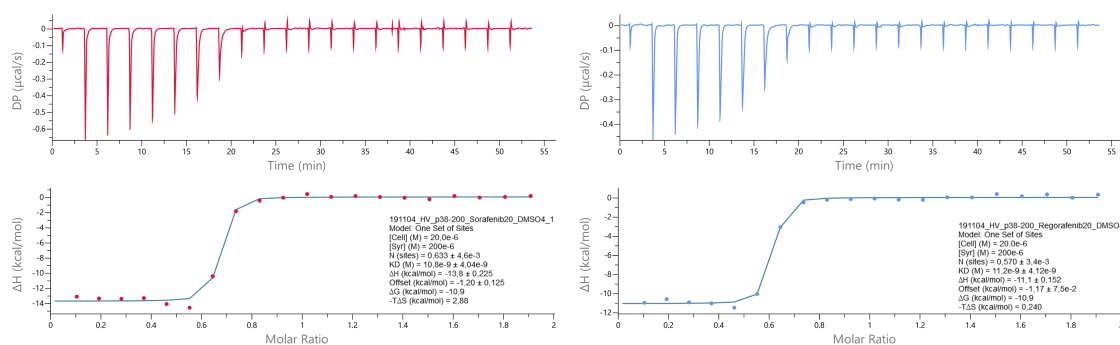 0
-0.1
-0.2
-0.3
-0.4
-0.5
-0.6
DP (µcal/s)
0 5 10 15 20 25 30 35 40 45 50 55
Time (min)
0
-2
-4
-6
-8
-10
-12
-14
ΔH (kcal/mol)
191104_HV_p38-200_Sorafenib20_DMSO4_1
Model: One Set of Sites
[Cell] (M) = 20,0e-6
[Syr] (M) = 200e-6
N (sites) = 0,633 ± 4,6e-3
KD (M) = 10,8e-9 ± 4,04e-9
ΔH (kcal/mol) = -13,8 ± 0,225
Offset (kcal/mol) = -1,20 ± 0,125
ΔG (kcal/mol) = -10,9
-TΔS (kcal/mol) = 2,88
0 0.2 0.4 0.6 0.8 1 1.2 1.4 1.6 1.8 2
Molar Ratio
0
-0.1
-0.2
-0.3
-0.4
DP (µcal/s)
0 5 10 15 20 25 30 35 40 45 50 55
Time (min)
0
-2
-4
-6
-8
-10
-12
ΔH (kcal/mol)
191104_HV_p38-200_Regorafenib20_DMSO
Model: One Set of Sites
[Cell] (M) = 20,0e-6
[Syr] (M) = 200e-6
N (sites) = 0,570 ± 3,4e-3
KD (M) = 11,2e-9 ± 4,12e-9
ΔH (kcal/mol) = -11,1 ± 0,152
Offset (kcal/mol) = -1,17 ± 7,5e-2
ΔG (kcal/mol) = -10,9
-TΔS (kcal/mol) = 0,240
0 0.2 0.4 0.6 0.8 1 1.2 1.4 1.6 1.8
Molar Ratio